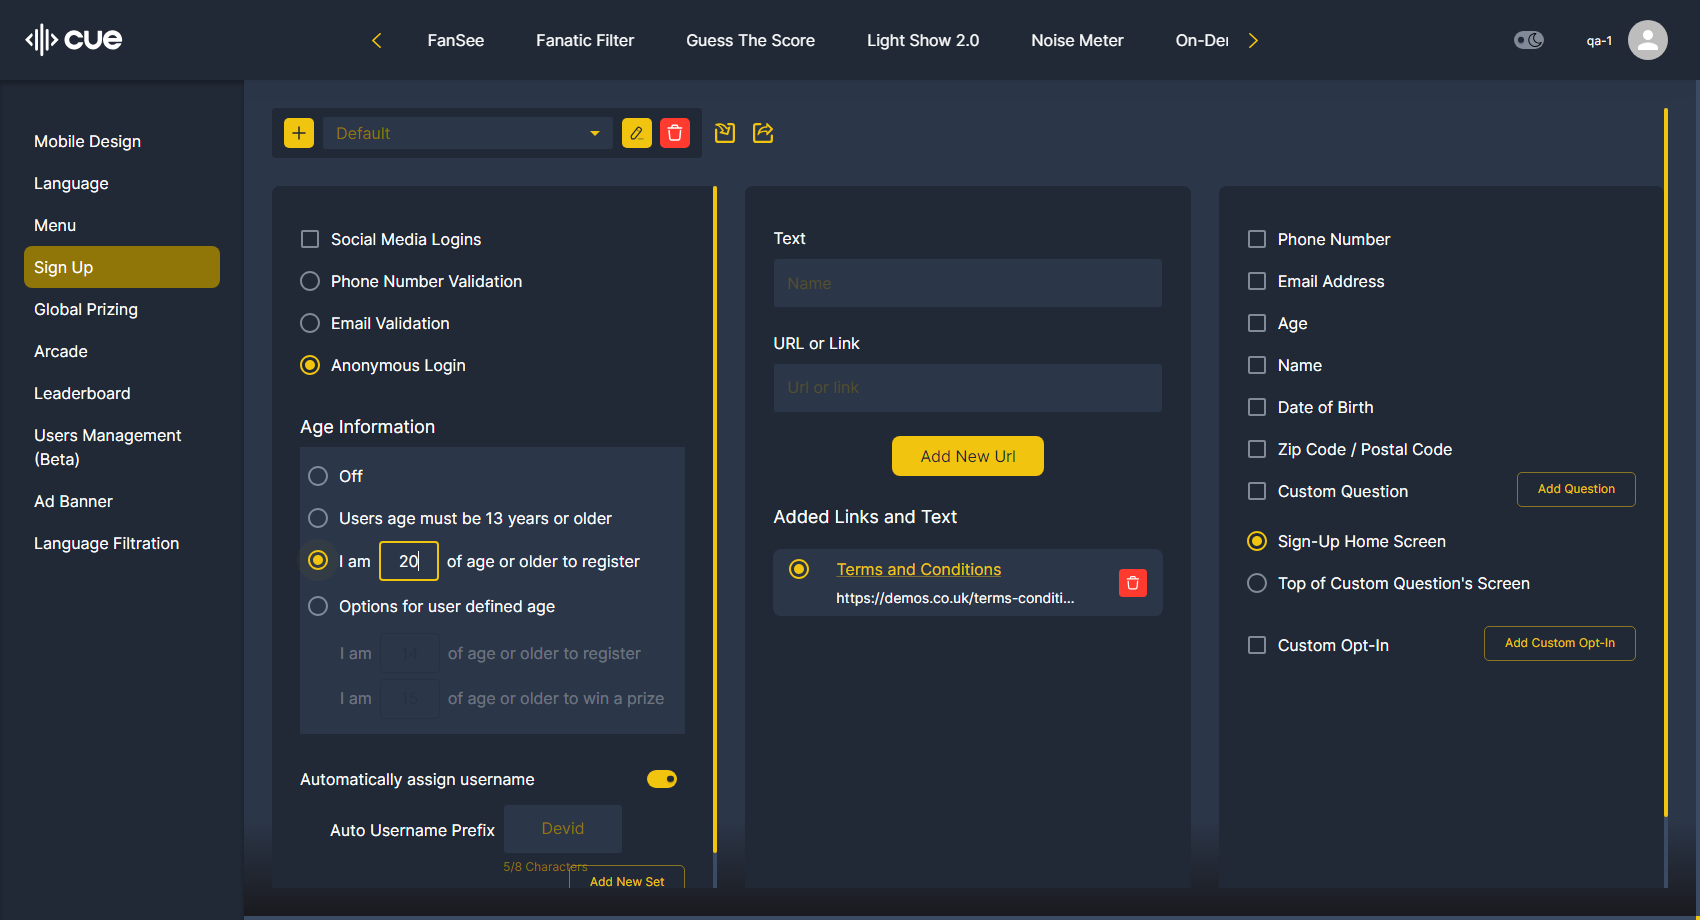 cue
FanSee
Fanatic Filter
Guess The Score
Light Show 2.0
Noise Meter
On-Der
qa-1
Mobile Design
Language
Menu
Sign Up
Global Prizing
Arcade
Leaderboard
Users Management
(Beta)
Ad Banner
Language Filtration
Default
Social Media Logins
Phone Number Validation
Email Validation
Anonymous Login
Age Information
Off
Users age must be 13 years or older
I am 20 of age or older to register
Options for user defined age
I am 14 of age or older to register
I am 15 of age or older to win a prize
Automatically assign username
Auto Username Prefix Devid
5/8 Characters
Add New Set
Text
Name
URL or Link
Url or link
Add New Url
Added Links and Text
Terms and Conditions
https://demos.co.uk/terms-conditi...
Phone Number
Email Address
Age
Name
Date of Birth
Zip Code / Postal Code
Custom Question
Add Question
Sign-Up Home Screen
Top of Custom Question's Screen
Custom Opt-In
Add Custom Opt-In